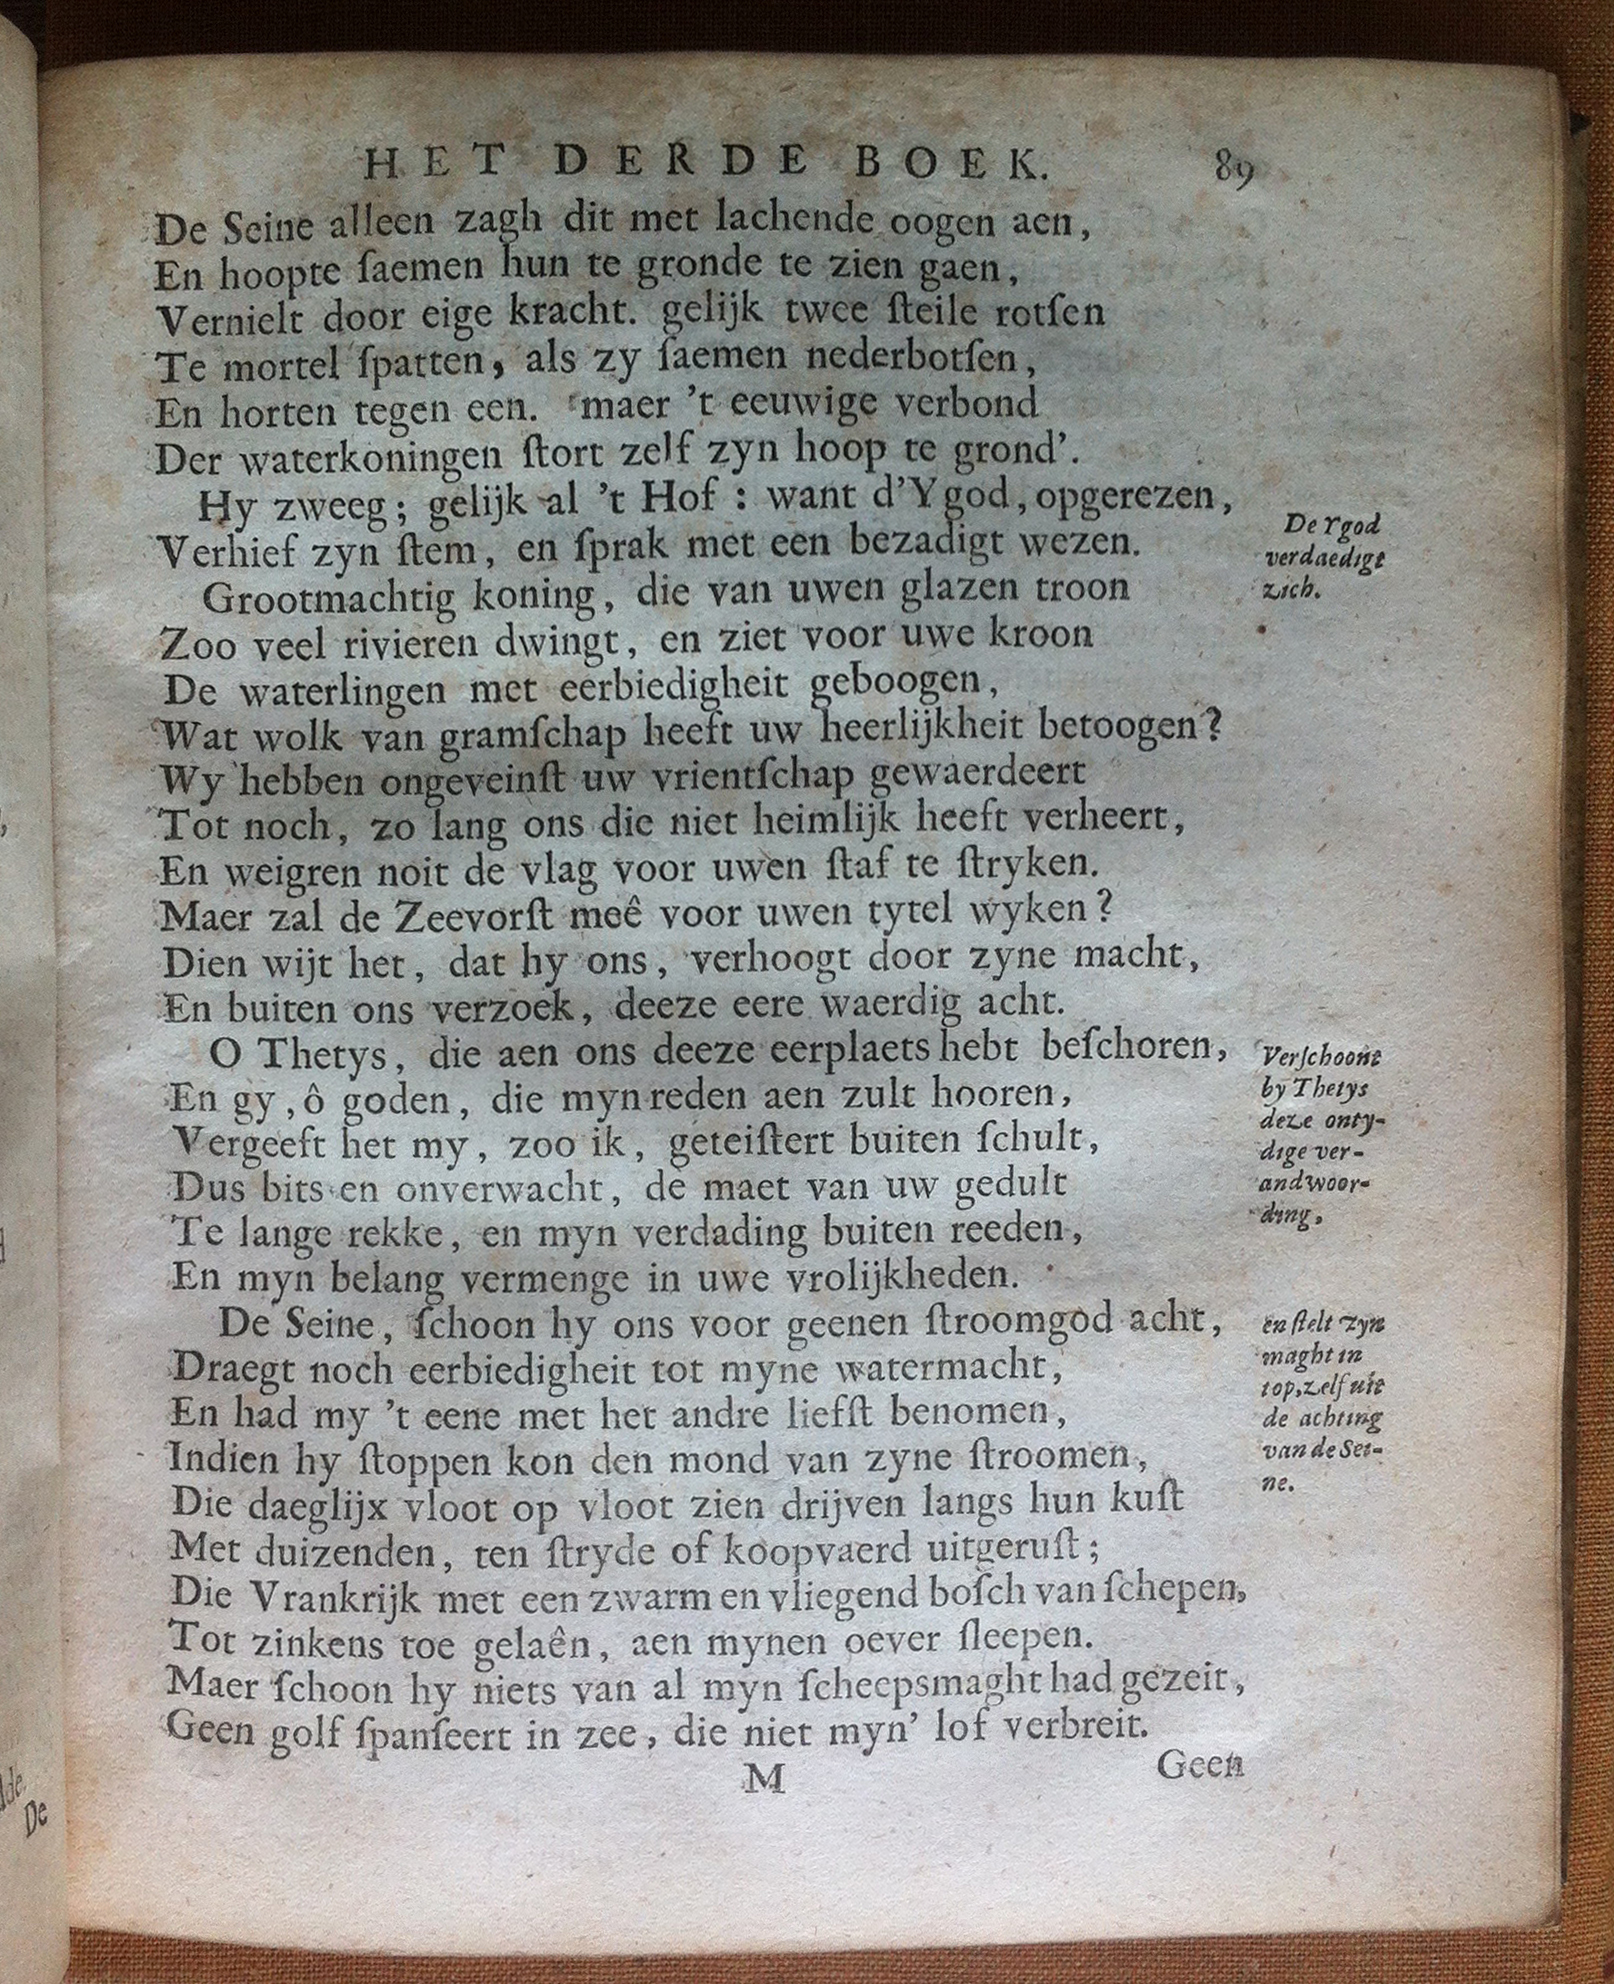 HET DERDE BOEK. 89
De Seine alleen zagh dit met lachende oogen aen,
En hoopte ſaemen hun te gronde te zien gaen,
Vernielt door eige kracht. gelijk twee ſteile rotſen
Te mortel ſpatten, als zy ſaemen nederbotſen,
En horten tegen een. maer 't eeuwige verbond
Der waterkoningen ſtort zelf zyn hoop te grond'.
Hy zweeg; gelijk al 't Hof: want d'Ygod, opgerezen,
Verhief zyn ſtem, en ſprak met een bezadigt wezen.
De Ygod
verdaedigt
zich.
Grootmachtig koning, die van uwen glazen troon
Zoo veel rivieren dwingt, en ziet voor uwe kroon
De waterlingen met eerbiedigheit geboogen,
Wat wolk van gramſchap heeft uw heerlijkheit betoogen?
Wy hebben ongeveinſt uw vrientſchap gewaerdeert
Tot noch, zo lang ons die niet heimlijk heeft verheert,
En weigren noit de vlag voor uwen ſtaf te ſtryken.
Maer zal de Zeevorſt meê voor uwen tytel wyken?
Dien wijt het, dat hy ons, verhoogt door zyne macht,
En buiten ons verzoek, deeze eere waerdig acht.
O Thetys, die aen ons deeze eerplaets hebt beſchoren,
En gy, ô goden, die myn reden aen zult hooren,
Vergeeft het my, zoo ik, geteiſtert buiten ſchult,
Dus bits en onverwacht, de maet van uw gedult
Te lange rekke, en myn verdading buiten reeden,
En myn belang vermenge in uwe vrolijkheden.
Verſchoont
by Thetys
deze onty-
dige ver-
andwoor-
ding,
De Seine, ſchoon hy ons voor geenen ſtroomgod acht,
Draegt noch eerbiedigheit tot myne watermacht,
En had my 't eene met het andre liefſt benomen,
Indien hy ſtoppen kon den mond van zyne ſtroomen,
Die daeglijx vloot op vloot zien drijven langs hun kuſt
Met duizenden, ten ſtryde of koopvaerd uitgeruſt;
Die Vrankrijk met een zwarm en vliegend boſch van ſchepen,
Tot zinkens toe gelaên, aen mynen oever ſleepen.
Maer ſchoon hy niets van al myn ſcheepsmaght had gezeit,
Geen golf ſpanſeert in zee, die niet myn' lof verbreit.
en ſtelt zyn
maght in
top, zelf uit
de achting
van de Sei-
ne.
M Geen
De